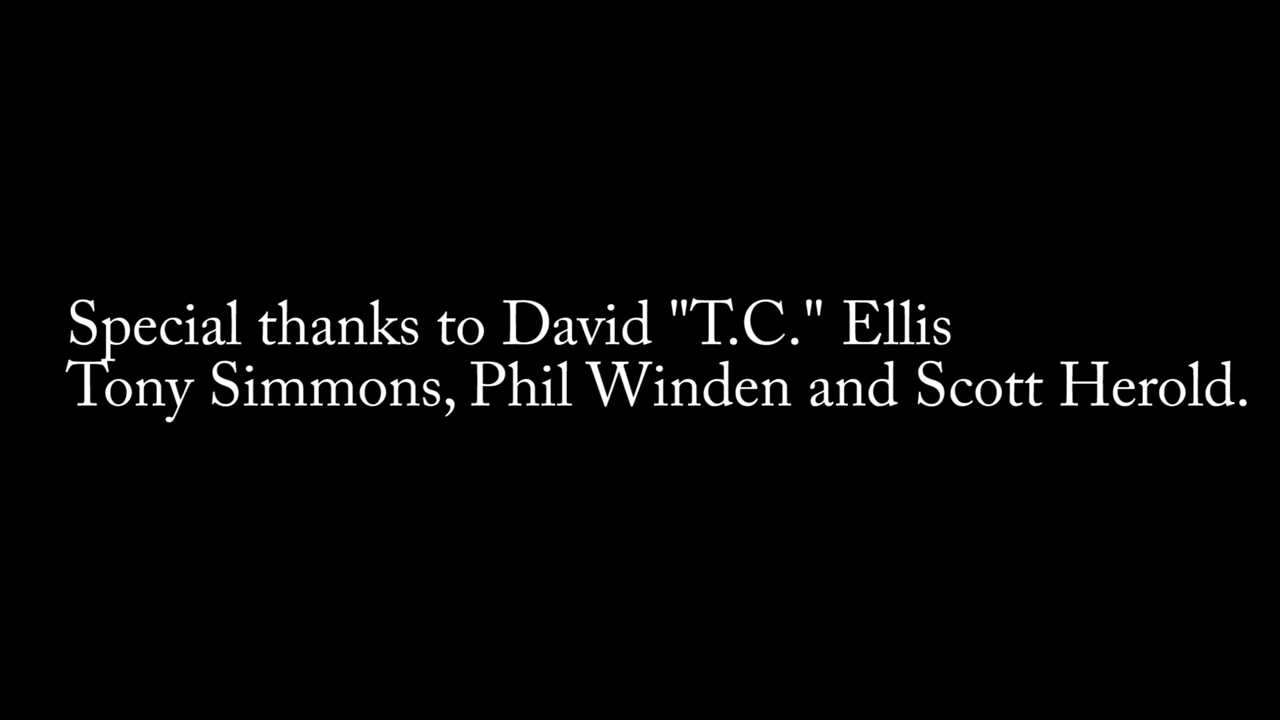 Special thanks to David "T.C." Ellis
Tony Simmons, Phil Winden and Scott Herold.